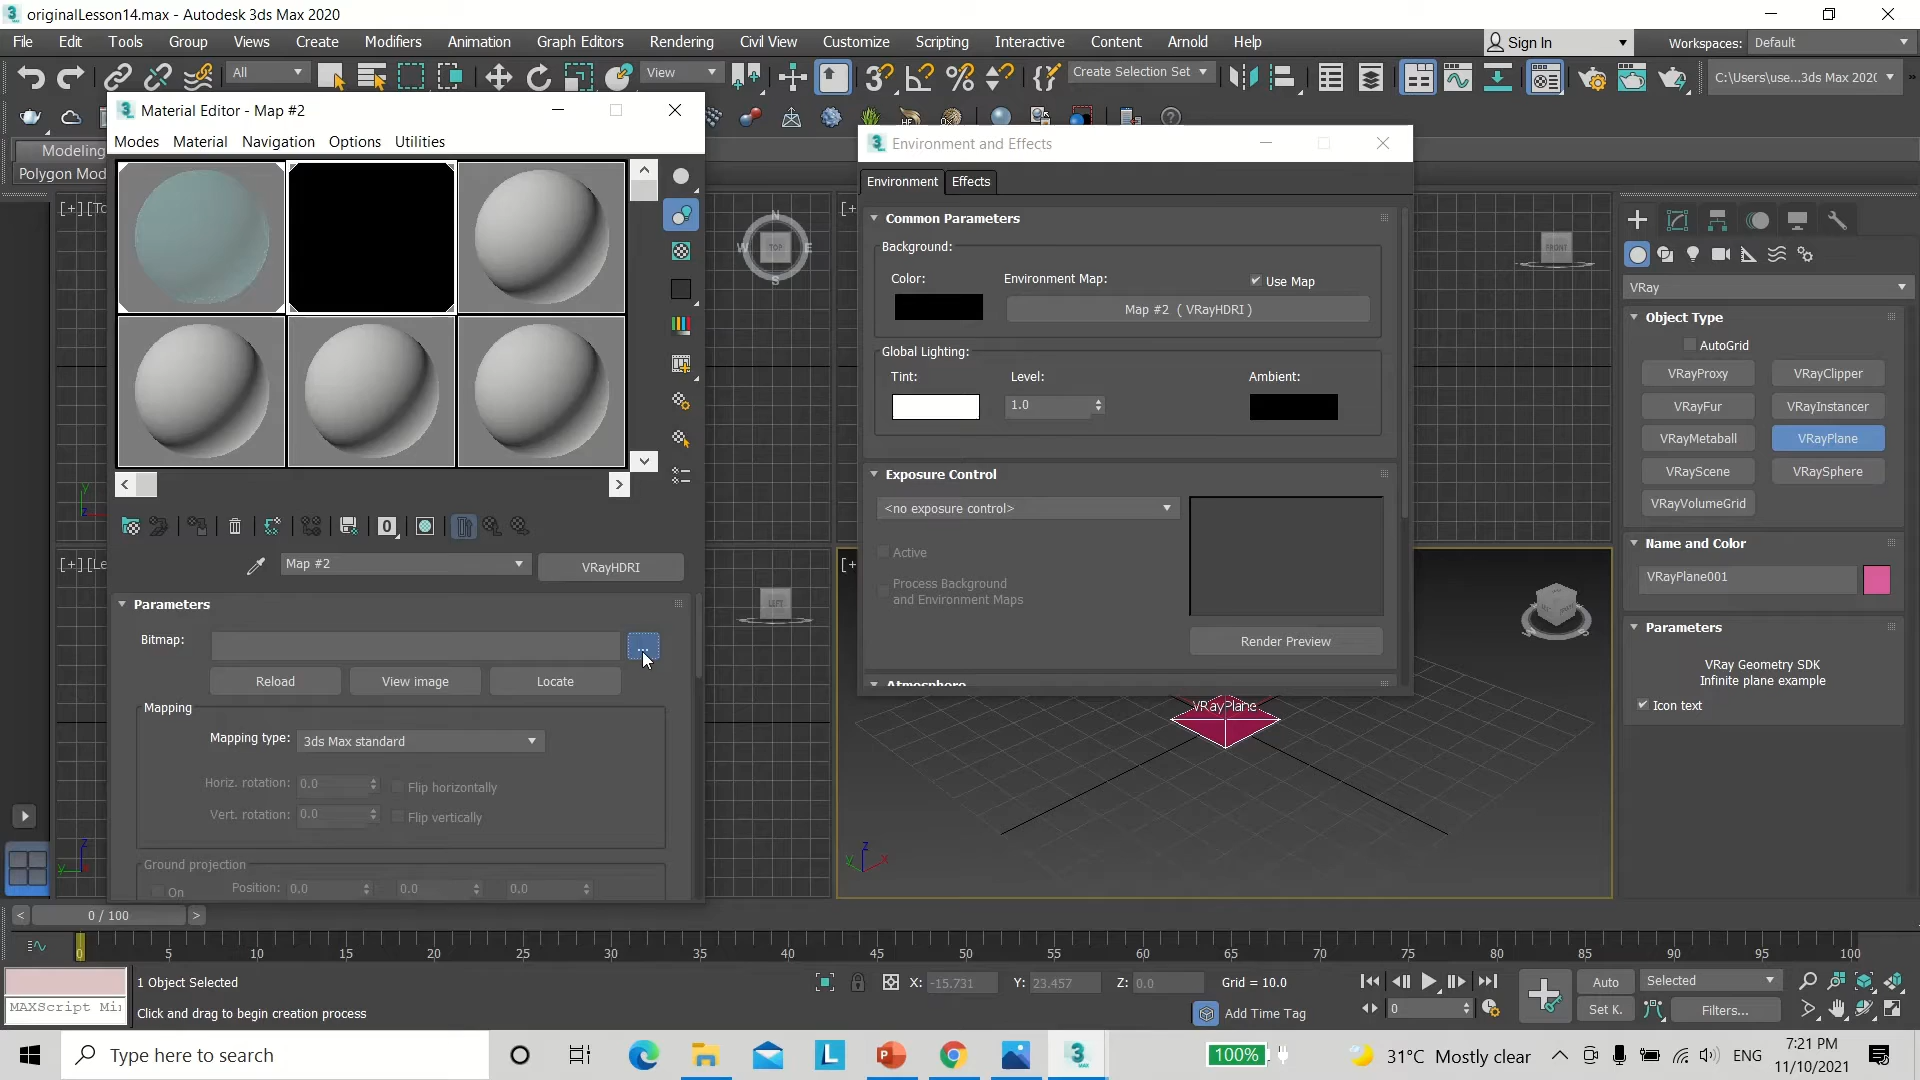 originalLesson14.max - Autodesk 3ds Max 2020
File Edit Tools Group Views Create Modifiers Animation Graph Editors Rendering Civil View Customize Scripting Interactive Content Arnold Help
Sign In
Workspaces: Default
All
View
Create Selection Set
C:\Users\use...3ds Max 202
Material Editor - Map #2
Modes Material Navigation Options Utilities
Modeling
Polygon Mod
Environment and Effects
Environment Effects
Common Parameters
Background:
Color: Environment Map: Use Map
Map #2 ( VRayHDRI )
Global Lighting:
Tint: Level: Ambient:
1.0
Exposure Control
<no exposure control>
Active
Process Background
and Environment Maps
Render Preview
Atmosphere
TOP
N
W
E
S
FRONT
LEFT
Map #2
VRayHDRI
Parameters
Bitmap:
...
Reload View image Locate
Mapping
Mapping type: 3ds Max standard
Horiz. rotation: 0.0 Flip horizontally
Vert. rotation: 0.0 Flip vertically
Ground projection
On Position: 0.0 0.0 0.0
VRayPlane
VRay
Object Type
AutoGrid
VRayProxy VRayClipper
VRayFur VRayInstancer
VRayMetaball VRayPlane
VRayScene VRaySphere
VRayVolumeGrid
Name and Color
VRayPlane001
Parameters
VRay Geometry SDK
Infinite plane example
Icon text
0 / 100
0 5 10 15 20 25 30 35 40 45 50 55 60 65 70 75 80 85 90 95 100
1 Object Selected
X: -15.731 Y: 23.457 Z: 0.0 Grid = 10.0
Auto Selected
MAXScript Mi
Click and drag to begin creation process
Add Time Tag
0
Set K. Filters...
Type here to search
100%
31°C Mostly clear
ENG
7:21 PM
11/10/2021